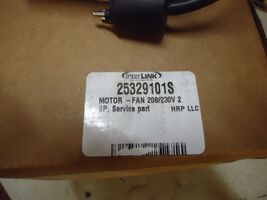 InterLINK
25329101S
MOTOR - FAN 208/230V 2
SP, Service part HRP LLC